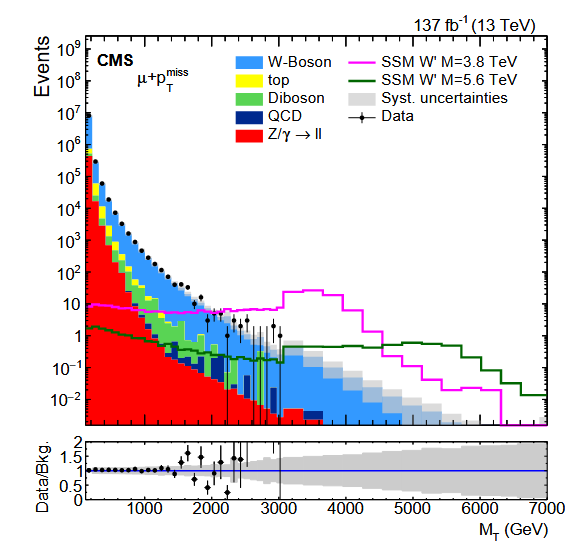 137 fb⁻¹ (13 TeV)
Events
CMS
μ+p_T^miss
W-Boson
top
Diboson
QCD
Z/γ → ll
SSM W' M=3.8 TeV
SSM W' M=5.6 TeV
Syst. uncertainties
Data
10⁹
10⁸
10⁷
10⁶
10⁵
10⁴
10³
10²
10
1
10⁻¹
10⁻²
Data/Bkg.
2
1.5
1
0.5
0
1000 2000 3000 4000 5000 6000 7000
M_T (GeV)